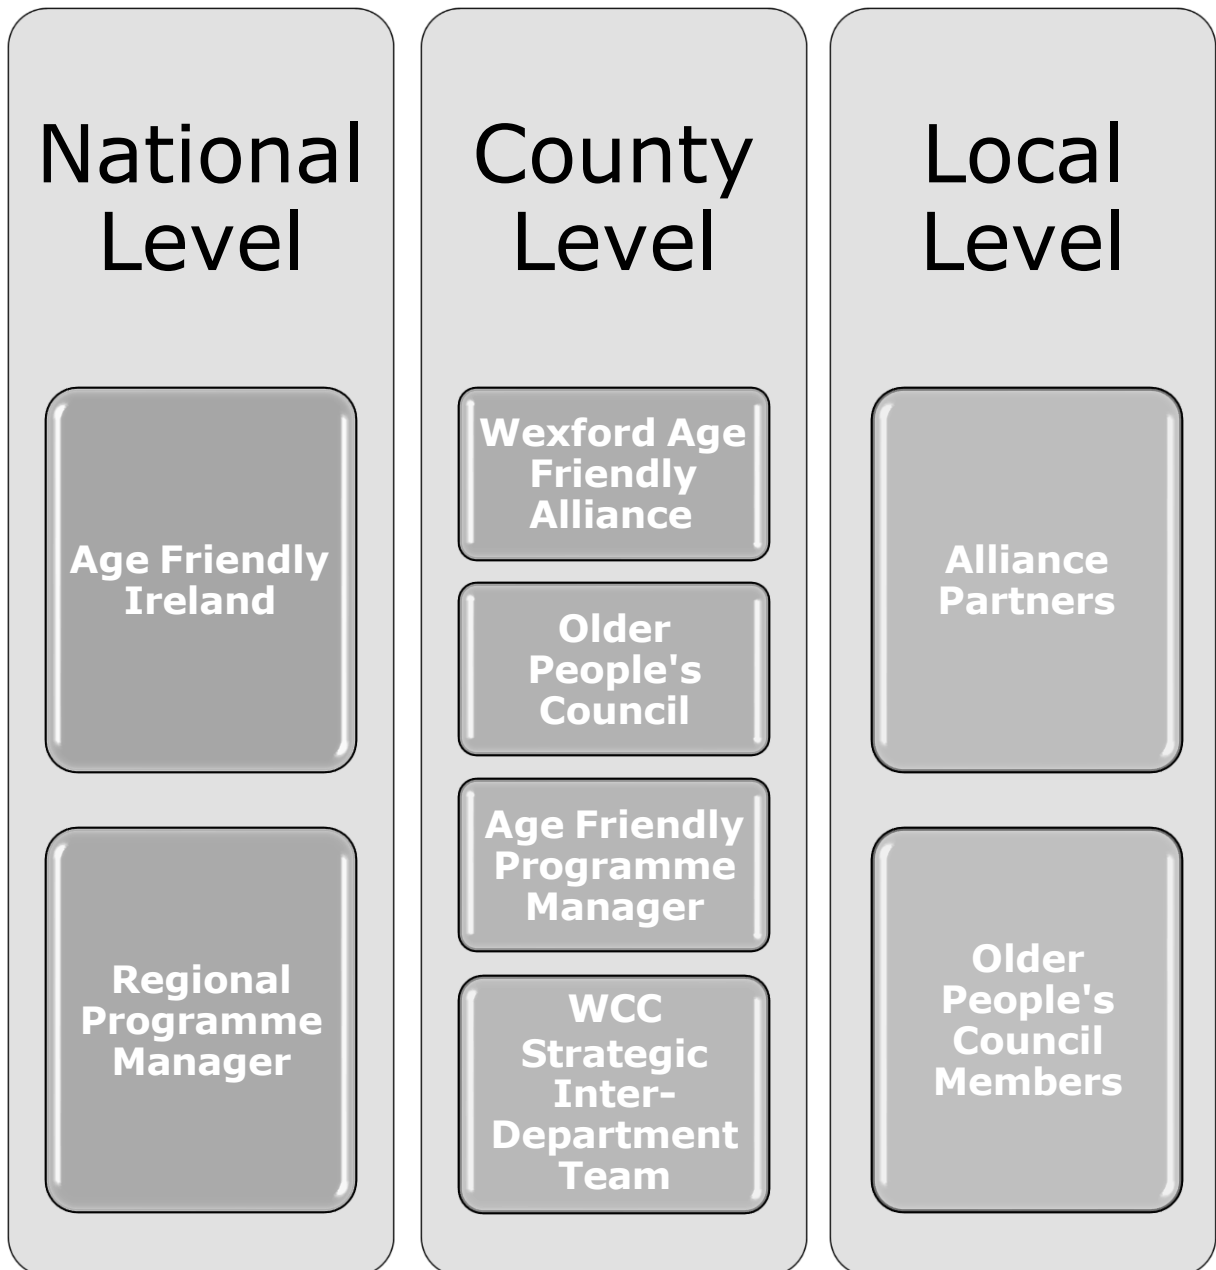 National
Level
Age Friendly
Ireland
Regional
Programme
Manager
County
Level
Wexford Age
Friendly
Alliance
Older
People's
Council
Age Friendly
Programme
Manager
WCC
Strategic
Inter-
Department
Team
Local
Level
Alliance
Partners
Older
People's
Council
Members